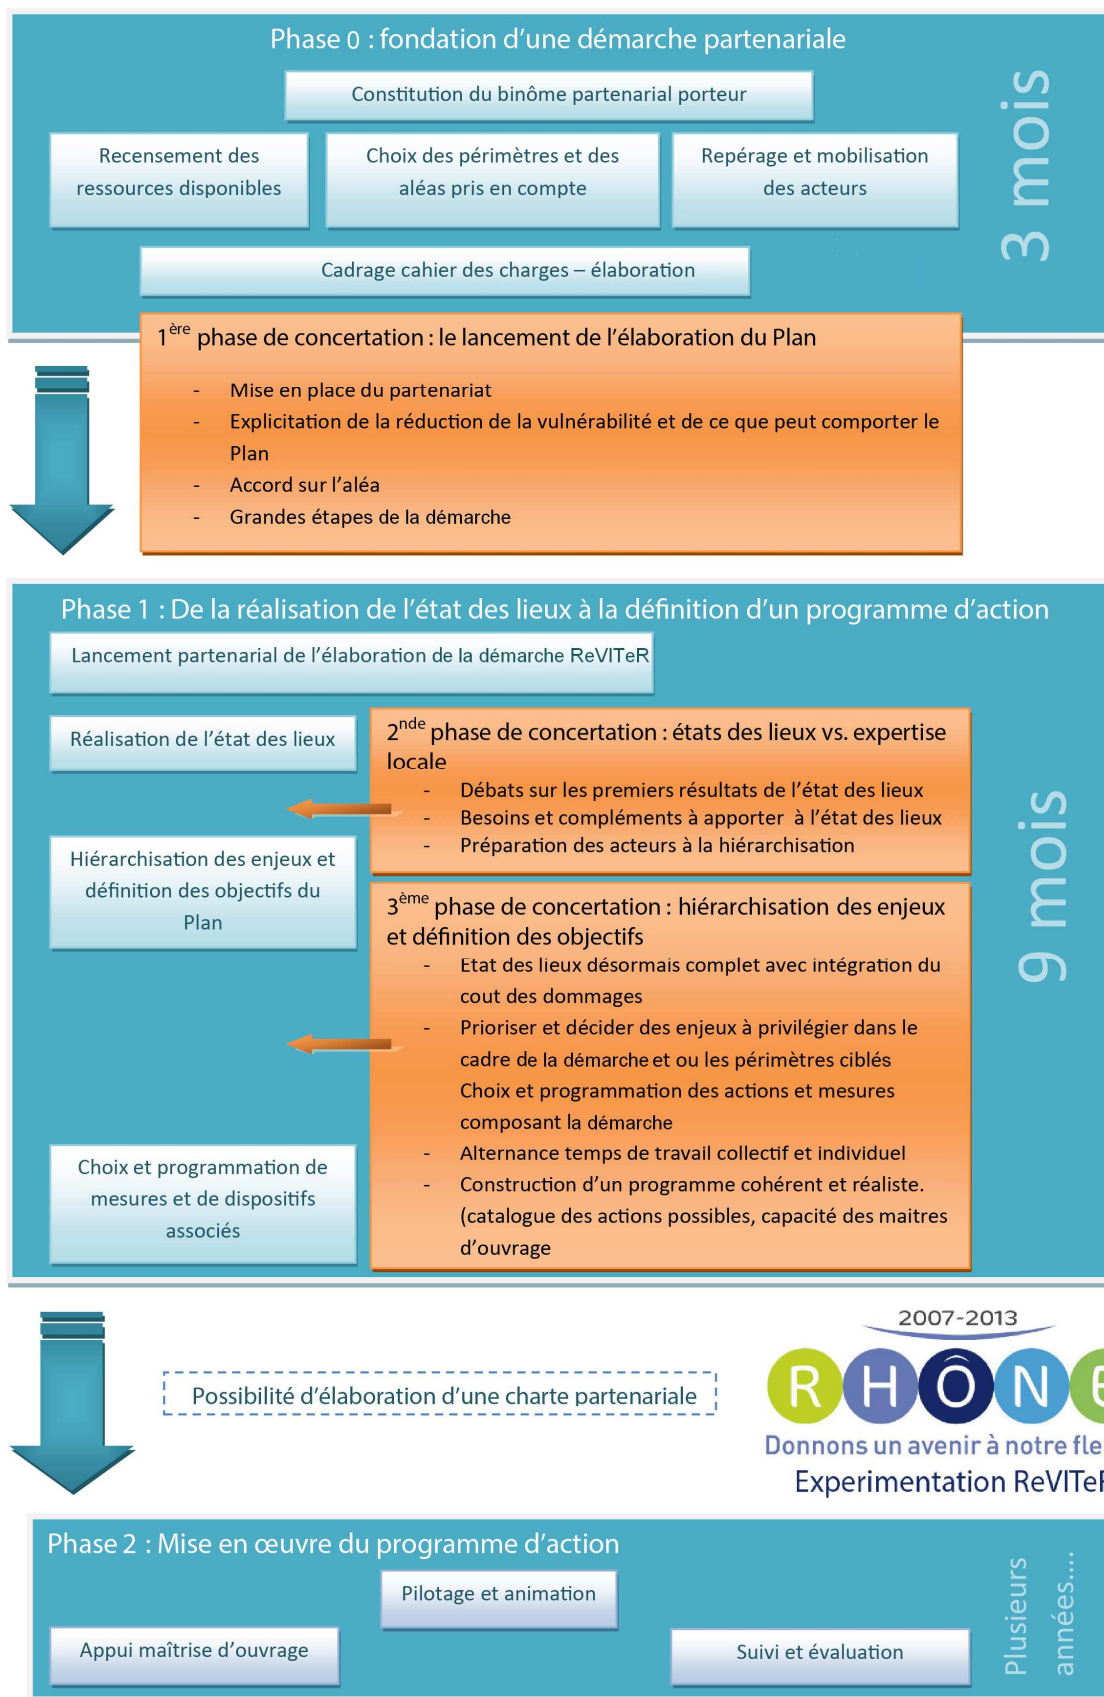 Phase 0 : fondation d’une démarche partenariale
Constitution du binôme partenarial porteur
Recensement des
ressources disponibles
Choix des périmètres et des
aléas pris en compte
Repérage et mobilisation
des acteurs
Cadrage cahier des charges – élaboration
3 mois
1ère phase de concertation : le lancement de l’élaboration du Plan
- Mise en place du partenariat
- Explicitation de la réduction de la vulnérabilité et de ce que peut comporter le
Plan
- Accord sur l’aléa
- Grandes étapes de la démarche
Phase 1 : De la réalisation de l’état des lieux à la définition d’un programme d’action
Lancement partenarial de l’élaboration de la démarche ReVITeR
Réalisation de l’état des lieux
2nde phase de concertation : états des lieux vs. expertise
locale
- Débats sur les premiers résultats de l’état des lieux
- Besoins et compléments à apporter à l’état des lieux
- Préparation des acteurs à la hiérarchisation
Hiérarchisation des enjeux et
définition des objectifs du
Plan
3ème phase de concertation : hiérarchisation des enjeux
et définition des objectifs
- Etat des lieux désormais complet avec intégration du
cout des dommages
- Prioriser et décider des enjeux à privilégier dans le
cadre de la démarche et ou les périmètres ciblés
Choix et programmation des actions et mesures
composant la démarche
- Alternance temps de travail collectif et individuel
- Construction d’un programme cohérent et réaliste.
(catalogue des actions possibles, capacité des maitres
d’ouvrage
Choix et programmation de
mesures et de dispositifs
associés
9 mois
Possibilité d’élaboration d’une charte partenariale
2007-2013
RHÔNE
Donnons un avenir à notre fle
Experimentation ReVITeR
Phase 2 : Mise en œuvre du programme d’action
Pilotage et animation
Appui maîtrise d’ouvrage
Suivi et évaluation
Plusieurs
années....